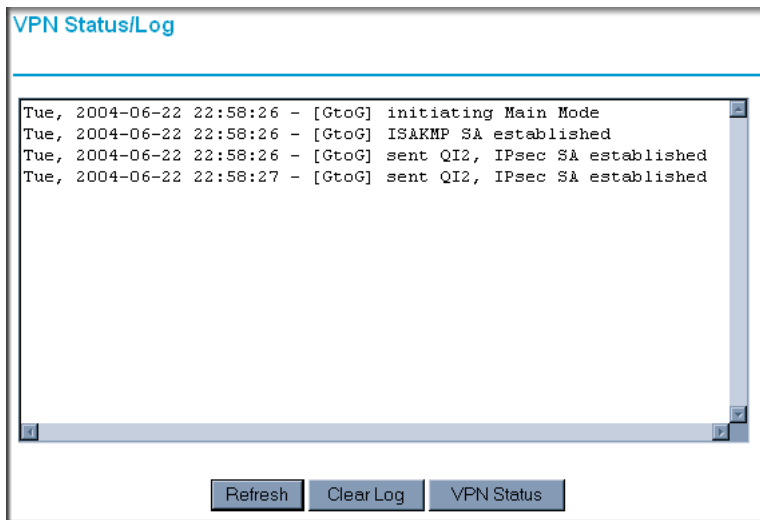 VPN Status/Log
Tue, 2004-06-22 22:58:26 - [GtoG] initiating Main Mode
Tue, 2004-06-22 22:58:26 - [GtoG] ISAKMP SA established
Tue, 2004-06-22 22:58:26 - [GtoG] sent QI2, IPsec SA established
Tue, 2004-06-22 22:58:27 - [GtoG] sent QI2, IPsec SA established
Refresh Clear Log VPN Status